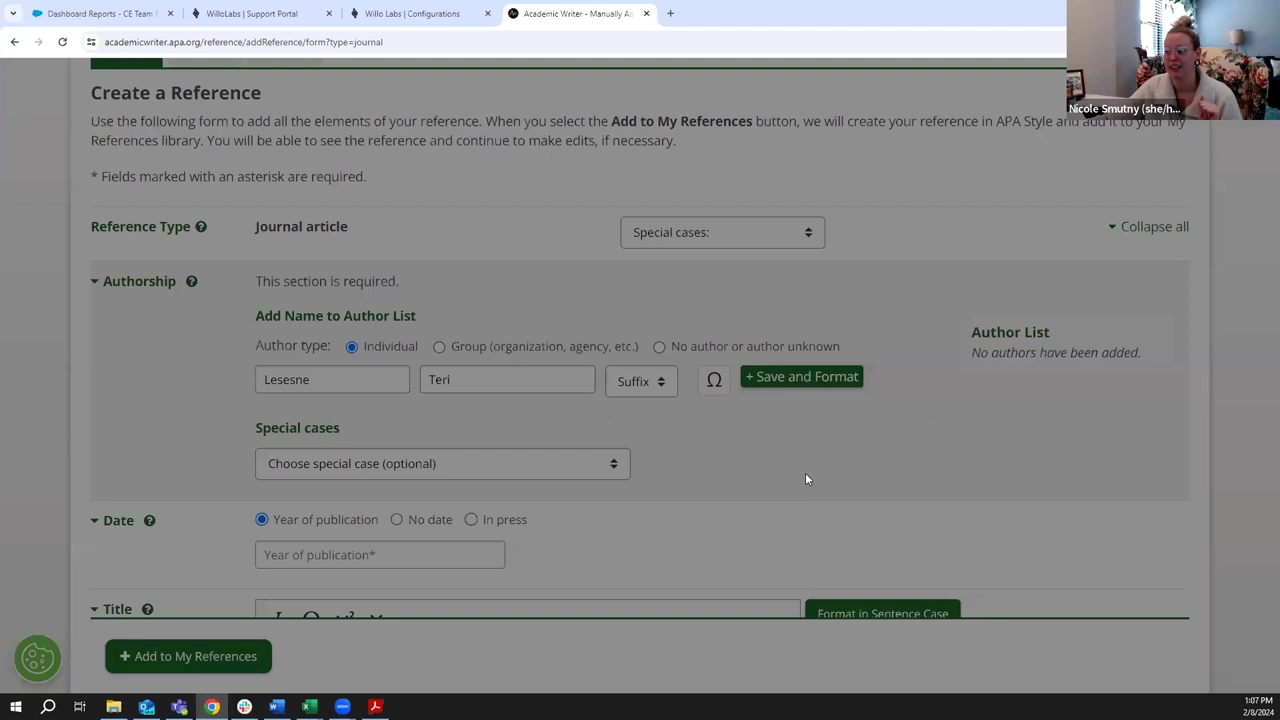 Dashboard Reports - CE Team
WilloLabs | Support Portal
Willo Labs | Configurations
Academic Writer - Manually Ad
academicwriter.apa.org/reference/addReference/form?type=journal
Nicole Smutny (she/h...
Create a Reference
Use the following form to add all the elements of your reference. When you select the Add to My References button, we will create your reference in APA Style and add it to your My
References library. You will be able to see the reference and continue to make edits, if necessary.
* Fields marked with an asterisk are required.
Reference Type
Journal article
Special cases:
Collapse all
Authorship
This section is required.
Add Name to Author List
Author List
Author type:
Individual
Group (organization, agency, etc.)
No author or author unknown
No authors have been added.
Lesesne
Teri
Suffix
Ω
+ Save and Format
Special cases
Choose special case (optional)
Date
Year of publication
No date
In press
Year of publication*
Title
Format in Sentence Case
+ Add to My References
1:07 PM
2/8/2024